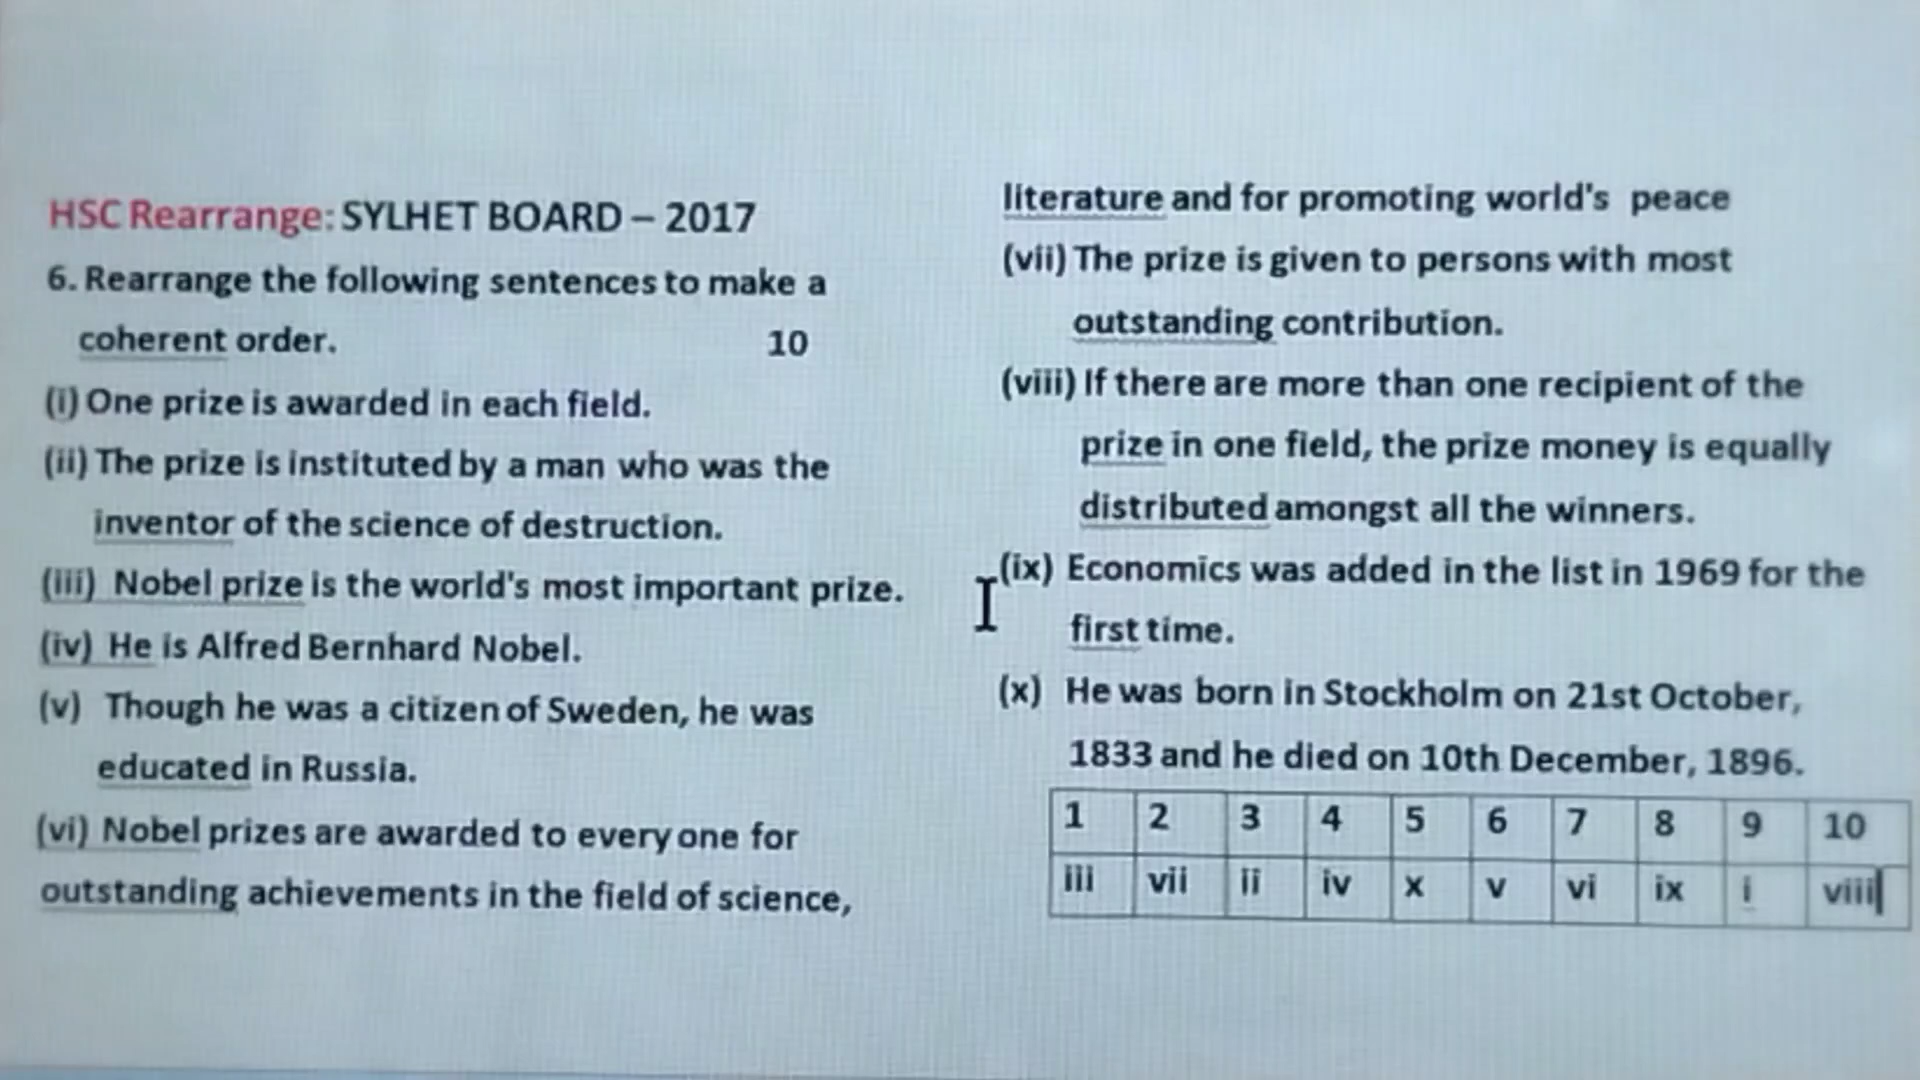 HSC Rearrange: SYLHET BOARD – 2017
6. Rearrange the following sentences to make a
coherent order. 10
(i) One prize is awarded in each field.
(ii) The prize is instituted by a man who was the
inventor of the science of destruction.
(iii) Nobel prize is the world's most important prize.
(iv) He is Alfred Bernhard Nobel.
(v) Though he was a citizen of Sweden, he was
educated in Russia.
(vi) Nobel prizes are awarded to every one for
outstanding achievements in the field of science,
literature and for promoting world's peace
(vii) The prize is given to persons with most
outstanding contribution.
(viii) If there are more than one recipient of the
prize in one field, the prize money is equally
distributed amongst all the winners.
(ix) Economics was added in the list in 1969 for the
first time.
(x) He was born in Stockholm on 21st October,
1833 and he died on 10th December, 1896.
1 2 3 4 5 6 7 8 9 10
iii vii ii iv x v vi ix i viii